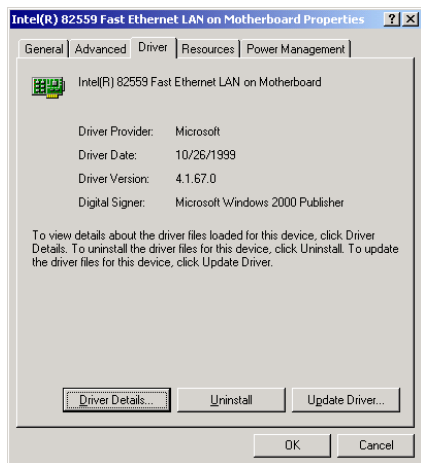 Intel(R) 82559 Fast Ethernet LAN on Motherboard Properties
General Advanced Driver Resources Power Management
Intel(R) 82559 Fast Ethernet LAN on Motherboard
Driver Provider: Microsoft
Driver Date: 10/26/1999
Driver Version: 4.1.67.0
Digital Signer: Microsoft Windows 2000 Publisher
To view details about the driver files loaded for this device, click Driver
Details. To uninstall the driver files for this device, click Uninstall. To update
the driver files for this device, click Update Driver.
Driver Details... Uninstall Update Driver...
OK Cancel